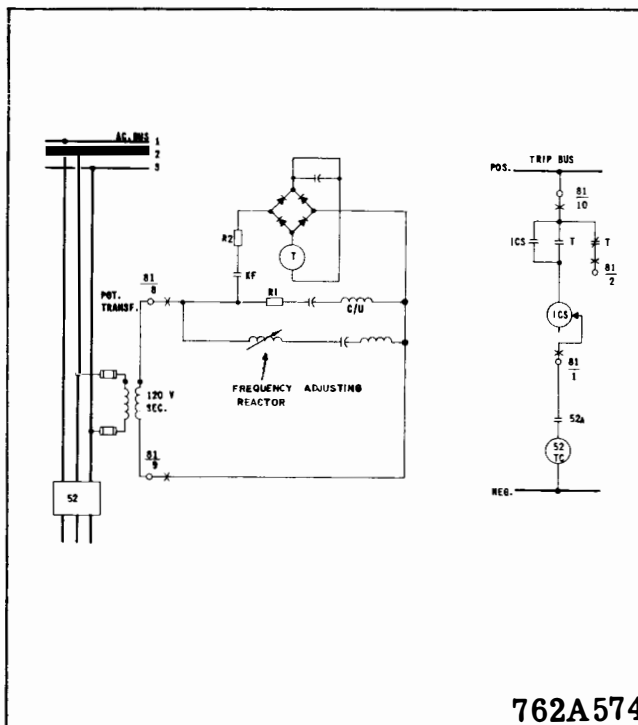 AC. BUS
1
2
3
TRIP BUS
POS.
81
10
R2
T
ICS
T
T
81
2
KF
81
8
POT.
TRANSF.
R1
C/U
ICS
FREQUENCY ADJUSTING
REACTOR
120 V
SEC.
81
1
81
9
52a
52
TC
52
NEG.
762A574